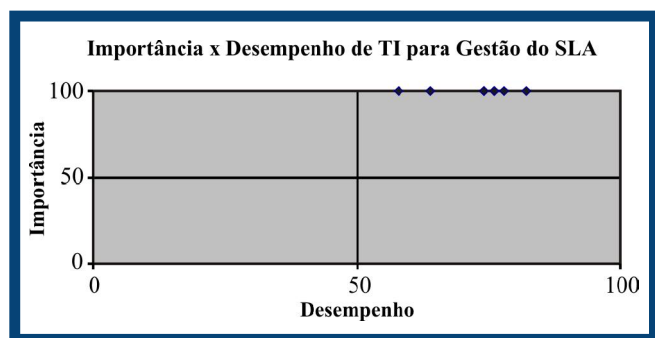 Importância x Desempenho de TI para Gestão do SLA
100
50
0
Importância
0
50
100
Desempenho